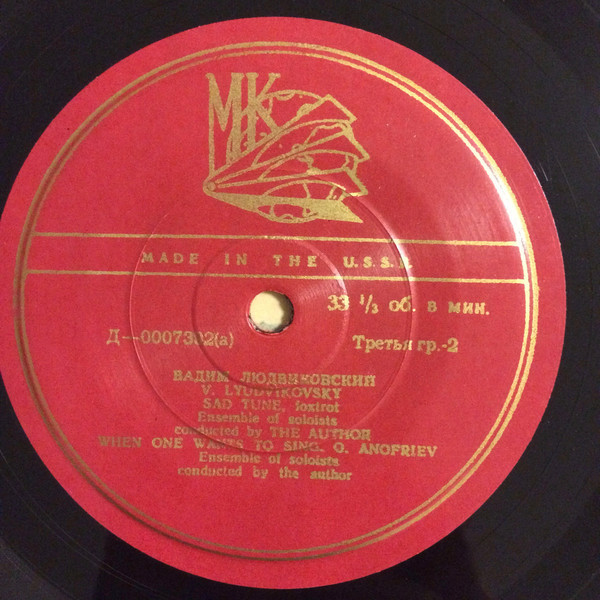 МК
MADE IN THE U.S.S.R.
33 ⅓ об. в мин.
Д—0007392(а) Третья гр.-2
ВАДИМ ЛЮДВИКОВСКИЙ
V. LYUDVIKOVSKY
SAD TUNE, foxtrot
Ensemble of soloists
conducted by THE AUTHOR
WHEN ONE WANTS TO SING. O. ANOFRIEV
Ensemble of soloists
conducted by the author